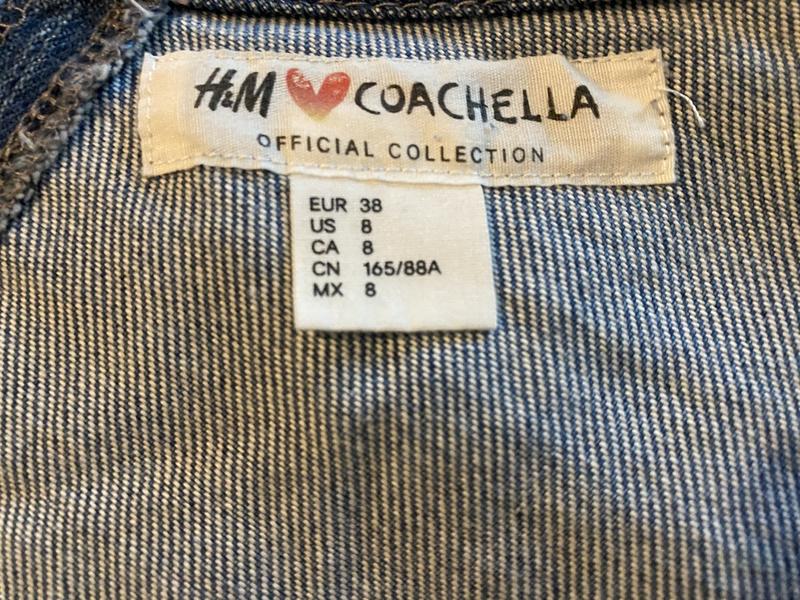 H&M COACHELLA
OFFICIAL COLLECTION
EUR 38
US 8
CA 8
CN 165/88A
MX 8